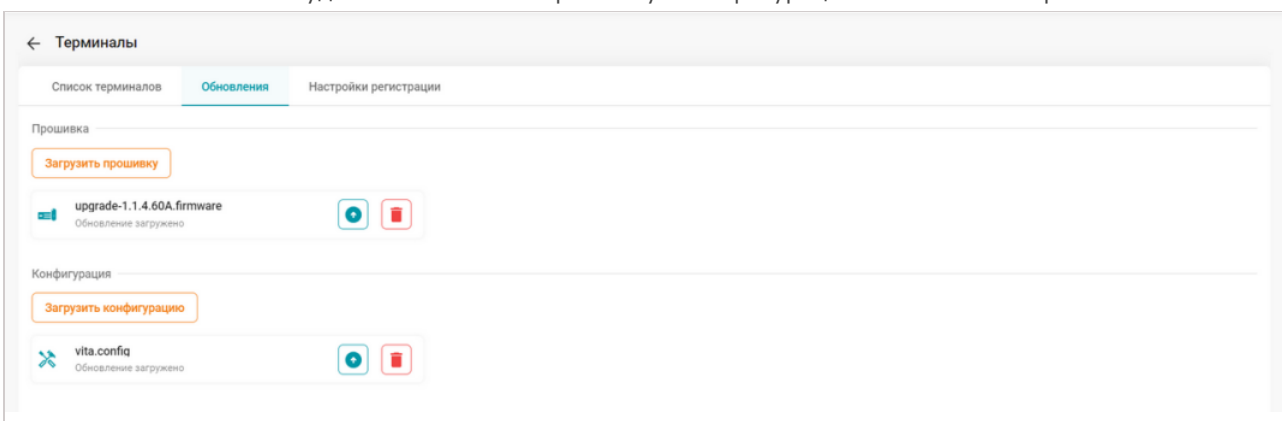 Терминалы
Список терминалов Обновления Настройки регистрации
Прошивка
Загрузить прошивку
upgrade-1.1.4.60A.firmware
Обновление загружено
Конфигурация
Загрузить конфигурацию
vita.config
Обновление загружено